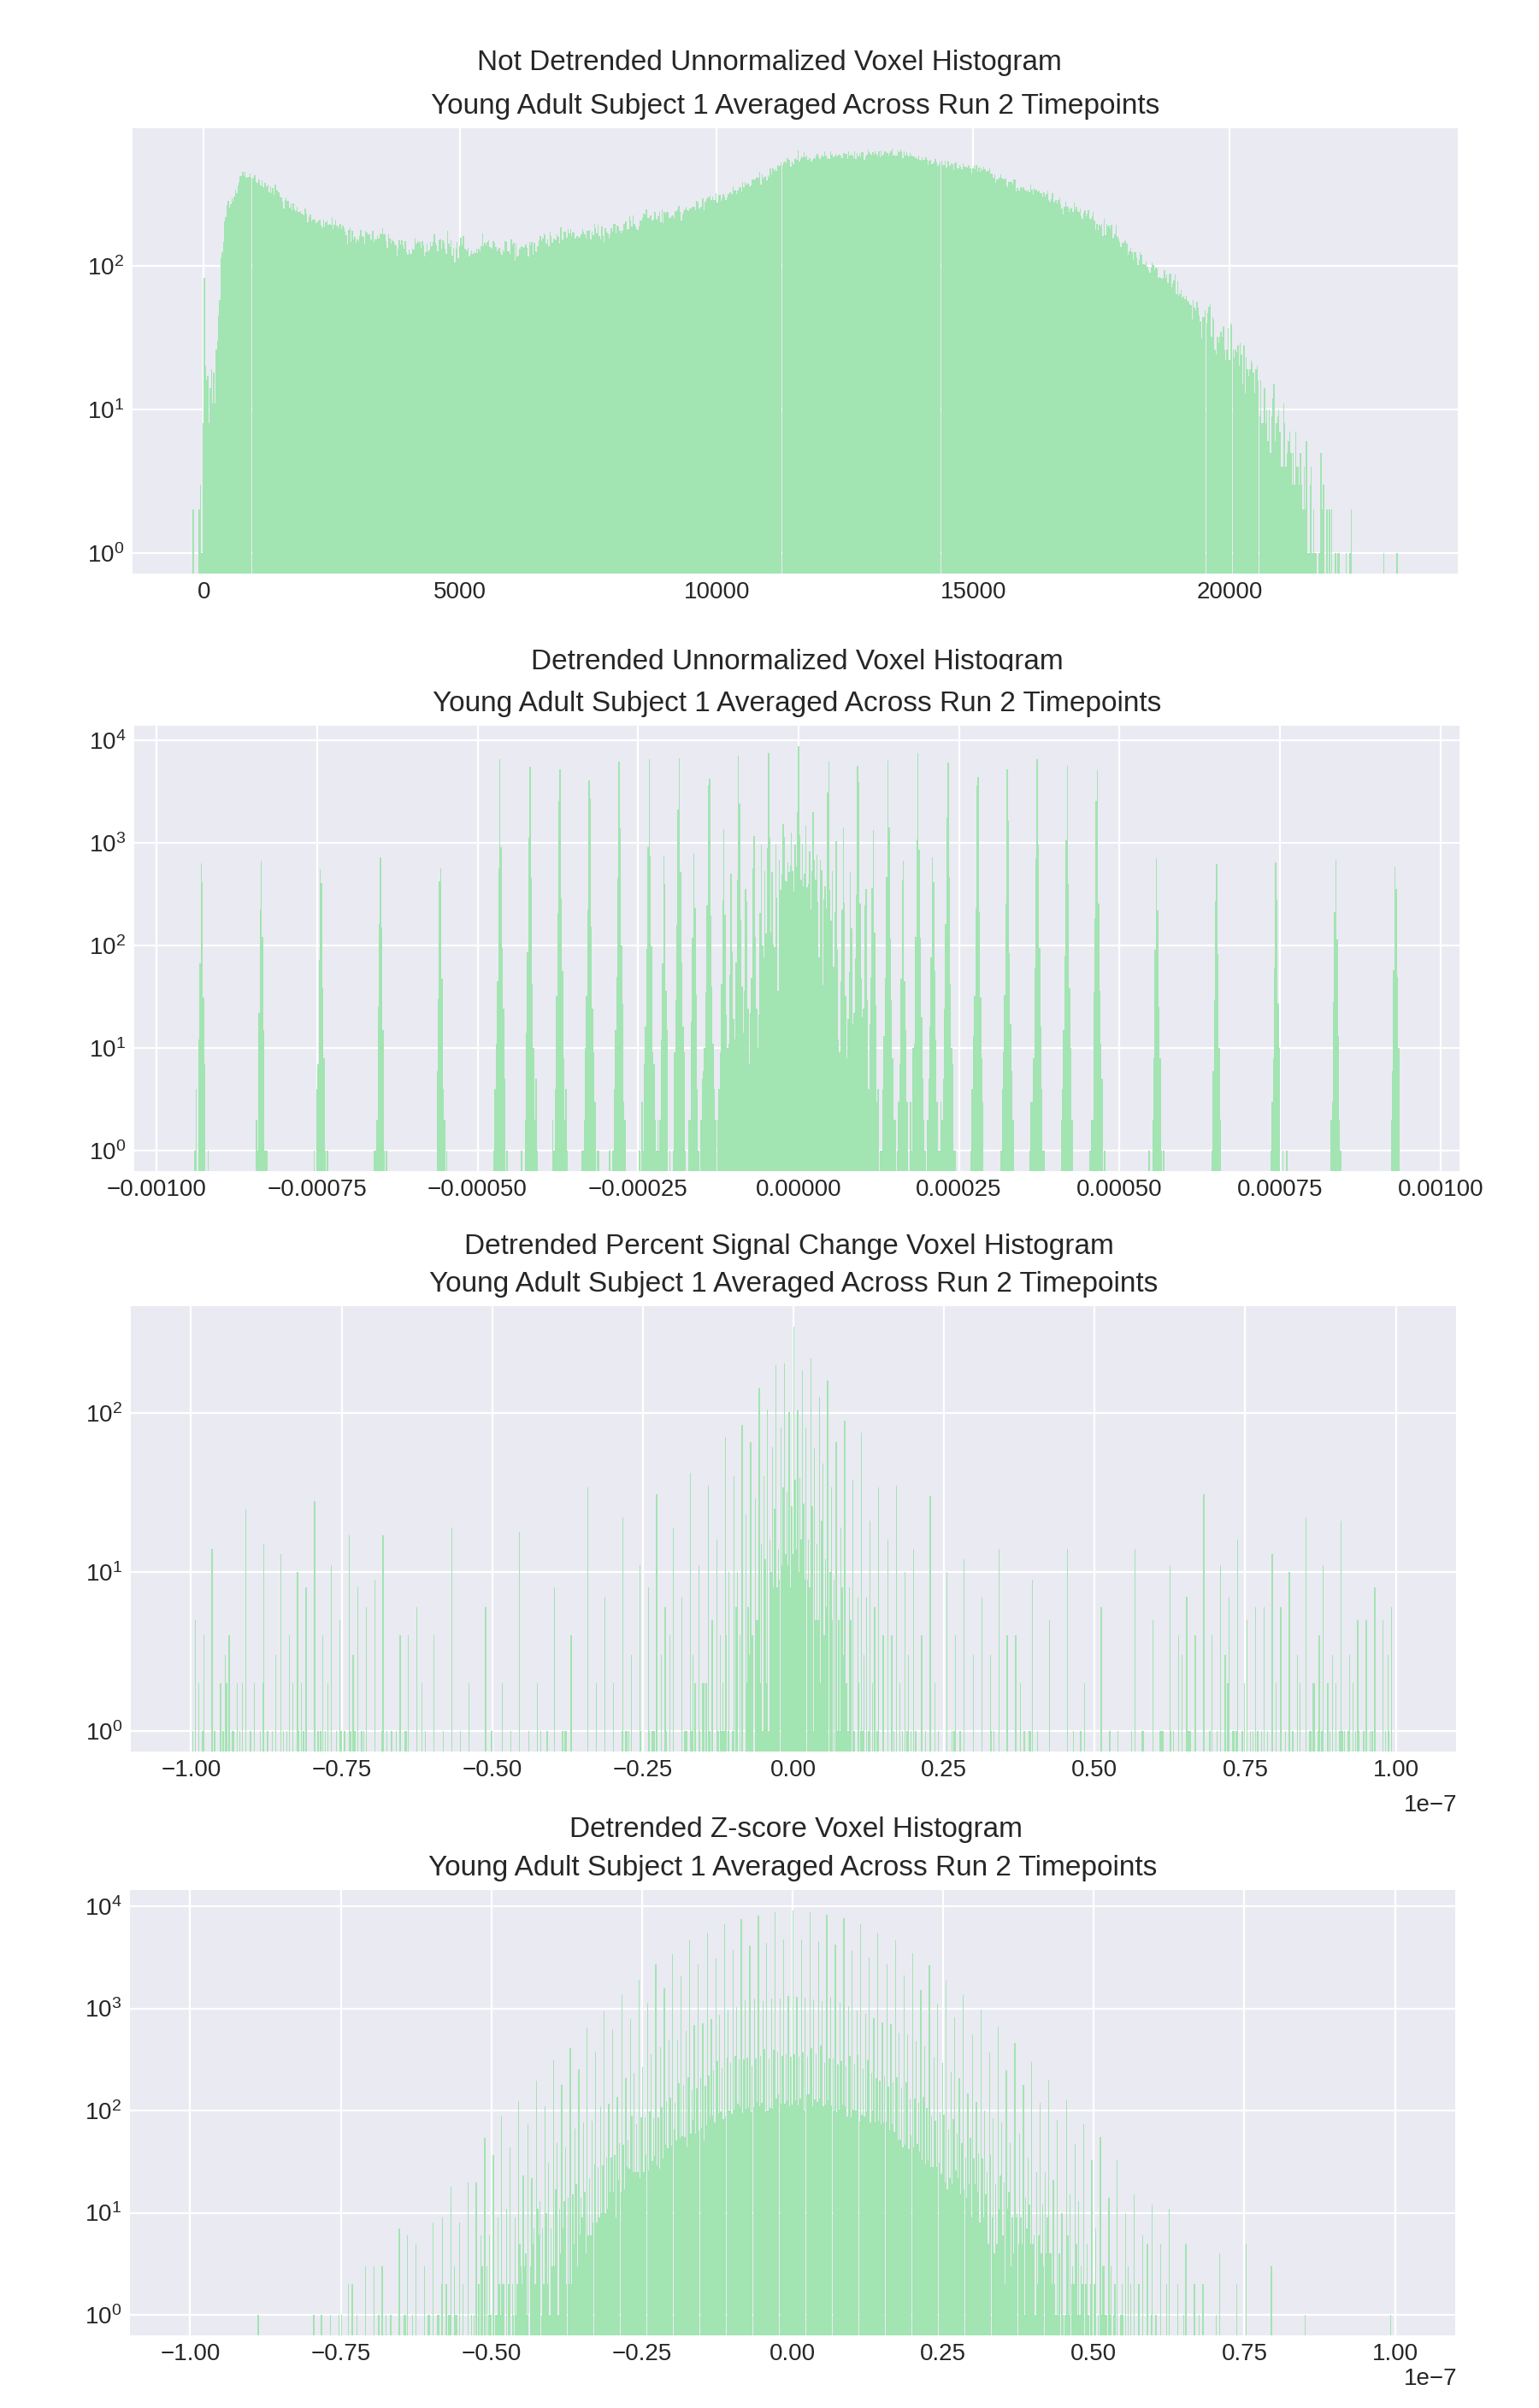 Not Detrended Unnormalized Voxel Histogram
Young Adult Subject 1 Averaged Across Run 2 Timepoints
10²
10¹
10⁰
0 5000 10000 15000 20000
Detrended Unnormalized Voxel Histogram
Young Adult Subject 1 Averaged Across Run 2 Timepoints
10⁴
10³
10²
10¹
10⁰
−0.00100 −0.00075 −0.00050 −0.00025 0.00000 0.00025 0.00050 0.00075 0.00100
Detrended Percent Signal Change Voxel Histogram
Young Adult Subject 1 Averaged Across Run 2 Timepoints
10²
10¹
10⁰
−1.00 −0.75 −0.50 −0.25 0.00 0.25 0.50 0.75 1.00
1e−7
Detrended Z-score Voxel Histogram
Young Adult Subject 1 Averaged Across Run 2 Timepoints
10⁴
10³
10²
10¹
10⁰
−1.00 −0.75 −0.50 −0.25 0.00 0.25 0.50 0.75 1.00
1e−7